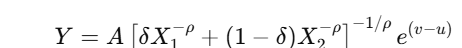 Y = A [δX₁^{−ρ} + (1 − δ)X₂^{−ρ}]^{−1/ρ} e^{(v−u)}